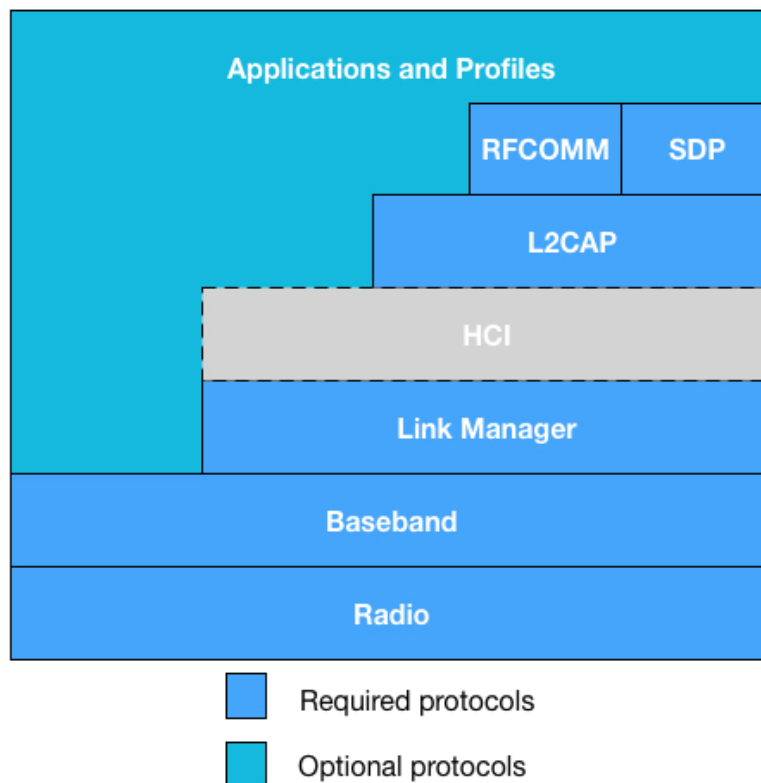 Applications and Profiles
RFCOMM SDP
L2CAP
HCI
Link Manager
Baseband
Radio
Required protocols
Optional protocols